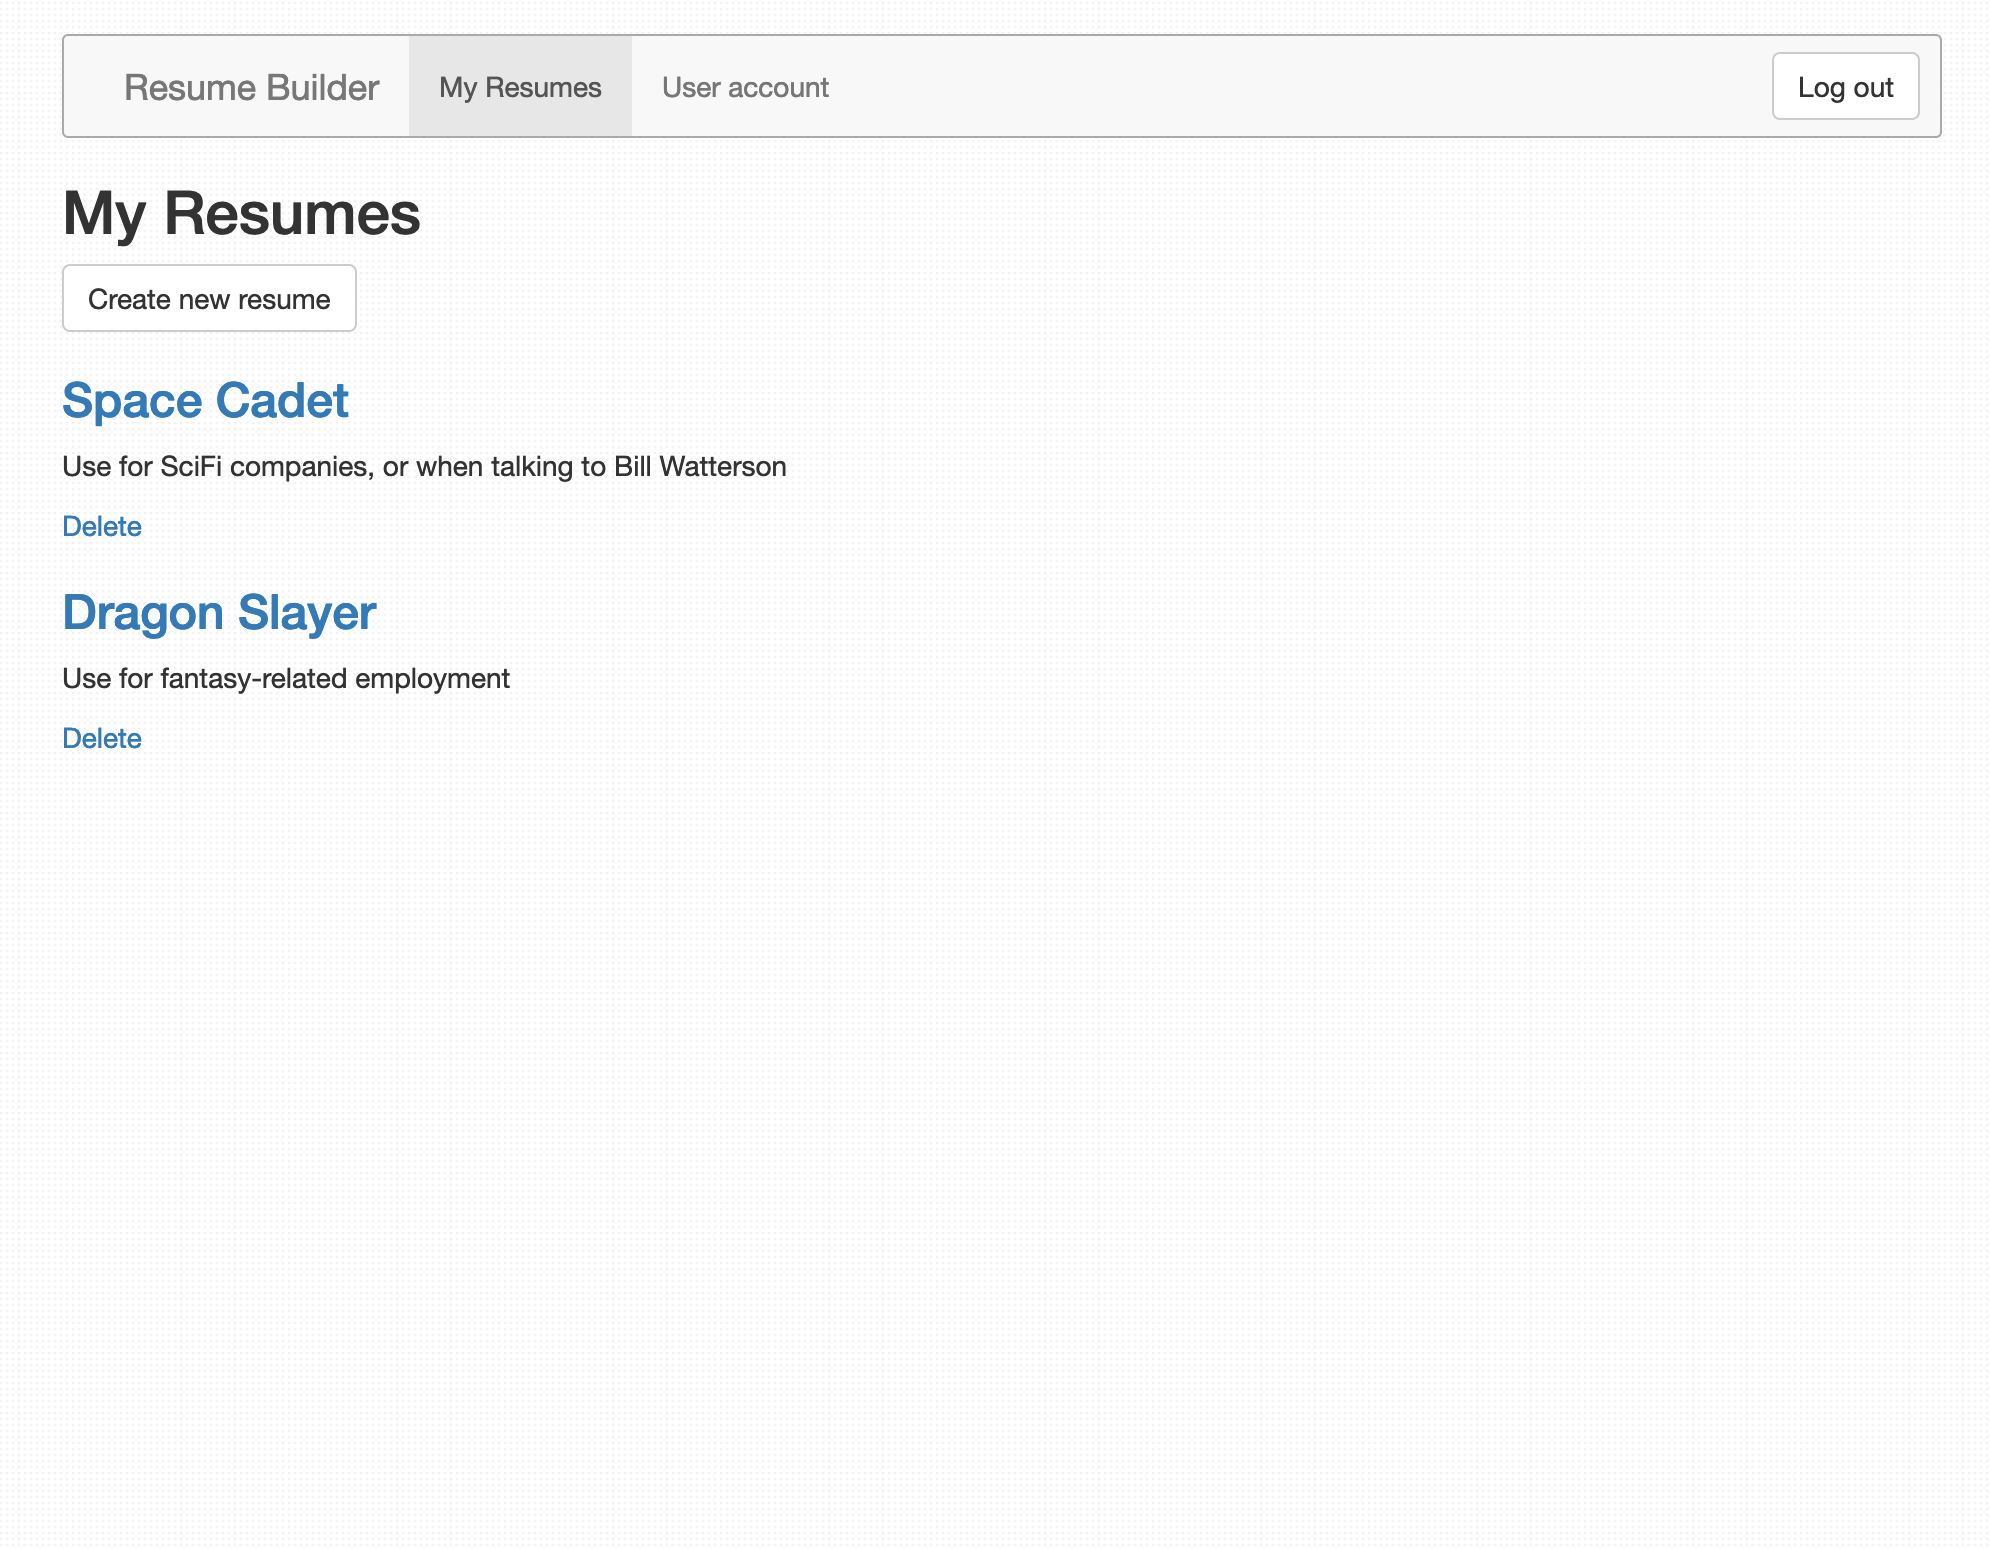 Resume Builder My Resumes User account Log out
My Resumes
Create new resume
Space Cadet
Use for SciFi companies, or when talking to Bill Watterson
Delete
Dragon Slayer
Use for fantasy-related employment
Delete